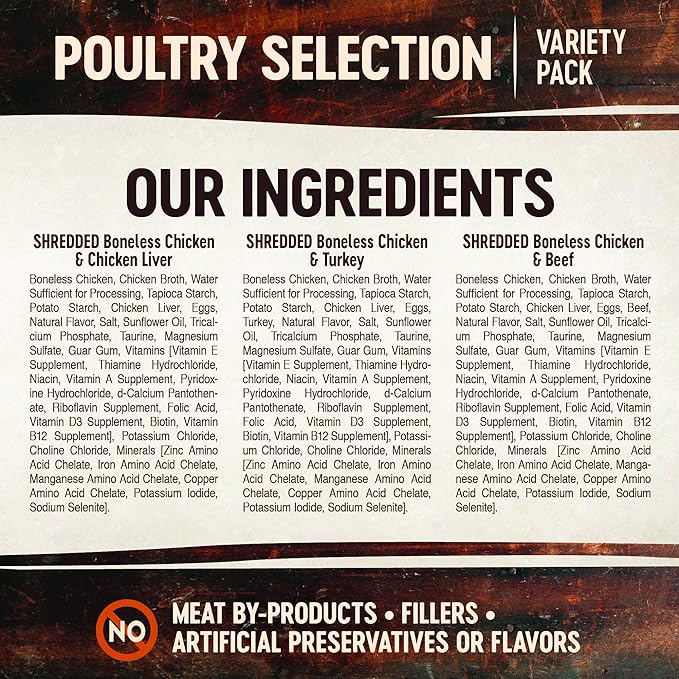 POULTRY SELECTION
VARIETY
PACK
OUR INGREDIENTS
SHREDDED Boneless Chicken
& Chicken Liver
Boneless Chicken, Chicken Broth, Water
Sufficient for Processing, Tapioca Starch,
Potato Starch, Chicken Liver, Eggs,
Natural Flavor, Salt, Sunflower Oil, Trical-
cium Phosphate, Taurine, Magnesium
Sulfate, Guar Gum, Vitamins [Vitamin E
Supplement, Thiamine Hydrochloride,
Niacin, Vitamin A Supplement, Pyridox-
ine Hydrochloride, d-Calcium Pantothen-
ate, Riboflavin Supplement, Folic Acid,
Vitamin D3 Supplement, Biotin, Vitamin
B12 Supplement], Potassium Chloride,
Choline Chloride, Minerals [Zinc Amino
Acid Chelate, Iron Amino Acid Chelate,
Manganese Amino Acid Chelate, Copper
Amino Acid Chelate, Potassium Iodide,
Sodium Selenite].
SHREDDED Boneless Chicken
& Turkey
Boneless Chicken, Chicken Broth, Water
Sufficient for Processing, Tapioca Starch,
Potato Starch, Chicken Liver, Eggs,
Turkey, Natural Flavor, Salt, Sunflower
Oil, Tricalcium Phosphate, Taurine,
Magnesium Sulfate, Guar Gum, Vitamins
[Vitamin E Supplement, Thiamine Hydro-
chloride, Niacin, Vitamin A Supplement,
Pyridoxine Hydrochloride, d-Calcium
Pantothenate, Riboflavin Supplement,
Folic Acid, Vitamin D3 Supplement,
Biotin, Vitamin B12 Supplement], Potassi-
um Chloride, Choline Chloride, Minerals
[Zinc Amino Acid Chelate, Iron Amino
Acid Chelate, Manganese Amino Acid
Chelate, Copper Amino Acid Chelate,
Potassium Iodide, Sodium Selenite].
SHREDDED Boneless Chicken
& Beef
Boneless Chicken, Chicken Broth, Water
Sufficient for Processing, Tapioca Starch,
Potato Starch, Chicken Liver, Eggs, Beef,
Natural Flavor, Salt, Sunflower Oil, Tricalci-
um Phosphate, Taurine, Magnesium
Sulfate, Guar Gum, Vitamins [Vitamin E
Supplement, Thiamine Hydrochloride,
Niacin, Vitamin A Supplement, Pyridoxine
Hydrochloride, d-Calcium Pantothenate,
Riboflavin Supplement, Folic Acid, Vitamin
D3 Supplement, Biotin, Vitamin B12
Supplement], Potassium Chloride, Choline
Chloride, Minerals [Zinc Amino Acid
Chelate, Iron Amino Acid Chelate, Manga-
nese Amino Acid Chelate, Copper Amino
Acid Chelate, Potassium Iodide, Sodium
Selenite].
NO
MEAT BY-PRODUCTS • FILLERS •
ARTIFICIAL PRESERVATIVES OR FLAVORS